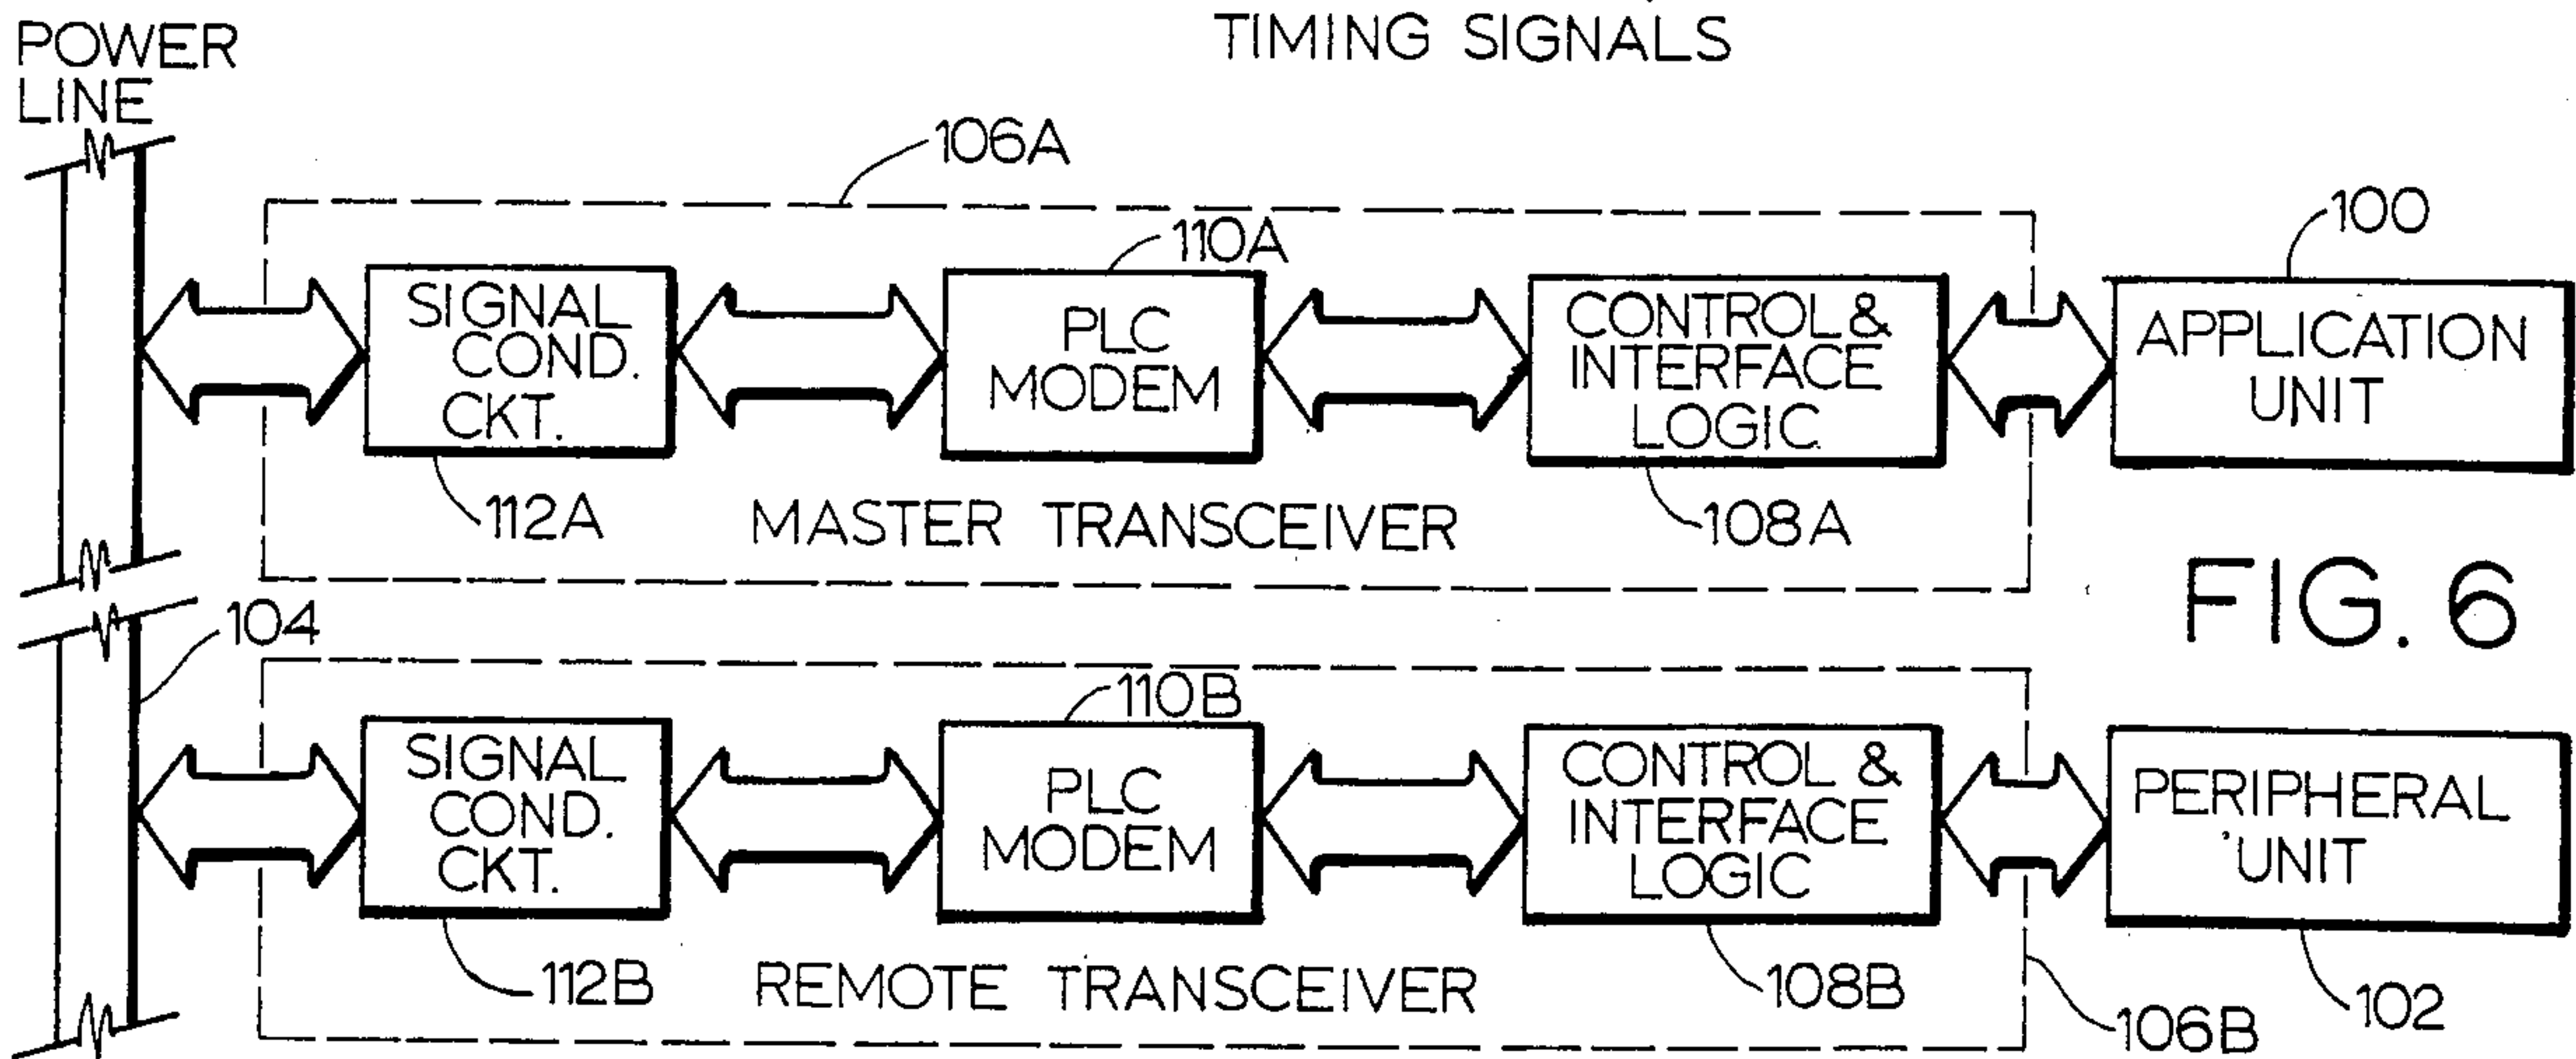 TIMING SIGNALS
POWER
LINE
106A
110A
100
SIGNAL
COND.
CKT.
PLC
MODEM
CONTROL &
INTERFACE
LOGIC
APPLICATION
UNIT
112A
MASTER TRANSCEIVER
108A
FIG. 6
104
110B
SIGNAL
COND.
CKT.
PLC
MODEM
CONTROL &
INTERFACE
LOGIC
PERIPHERAL
UNIT
112B
REMOTE TRANSCEIVER
108B
106B
102